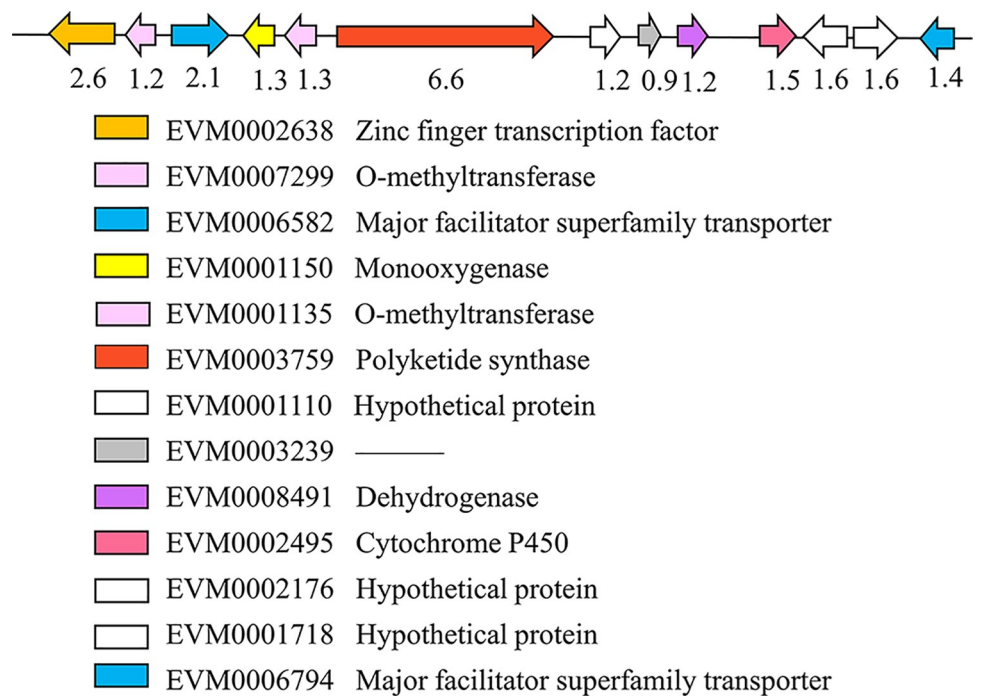 2.6 1.2 2.1 1.3 1.3 6.6 1.2 0.9 1.2 1.5 1.6 1.6 1.4
EVM0002638 Zinc finger transcription factor
EVM0007299 O-methyltransferase
EVM0006582 Major facilitator superfamily transporter
EVM0001150 Monooxygenase
EVM0001135 O-methyltransferase
EVM0003759 Polyketide synthase
EVM0001110 Hypothetical protein
EVM0003239 ———
EVM0008491 Dehydrogenase
EVM0002495 Cytochrome P450
EVM0002176 Hypothetical protein
EVM0001718 Hypothetical protein
EVM0006794 Major facilitator superfamily transporter